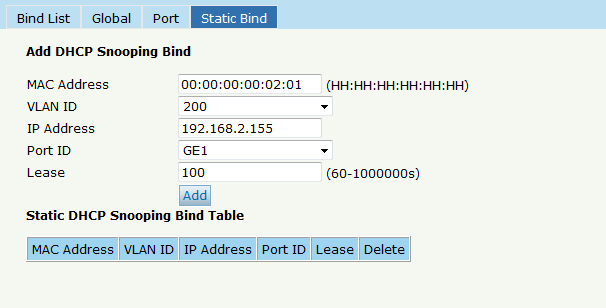 Bind List Global Port Static Bind
Add DHCP Snooping Bind
MAC Address 00:00:00:00:02:01 (HH:HH:HH:HH:HH:HH)
VLAN ID 200
IP Address 192.168.2.155
Port ID GE1
Lease 100 (60-1000000s)
Add
Static DHCP Snooping Bind Table
MAC Address VLAN ID IP Address Port ID Lease Delete